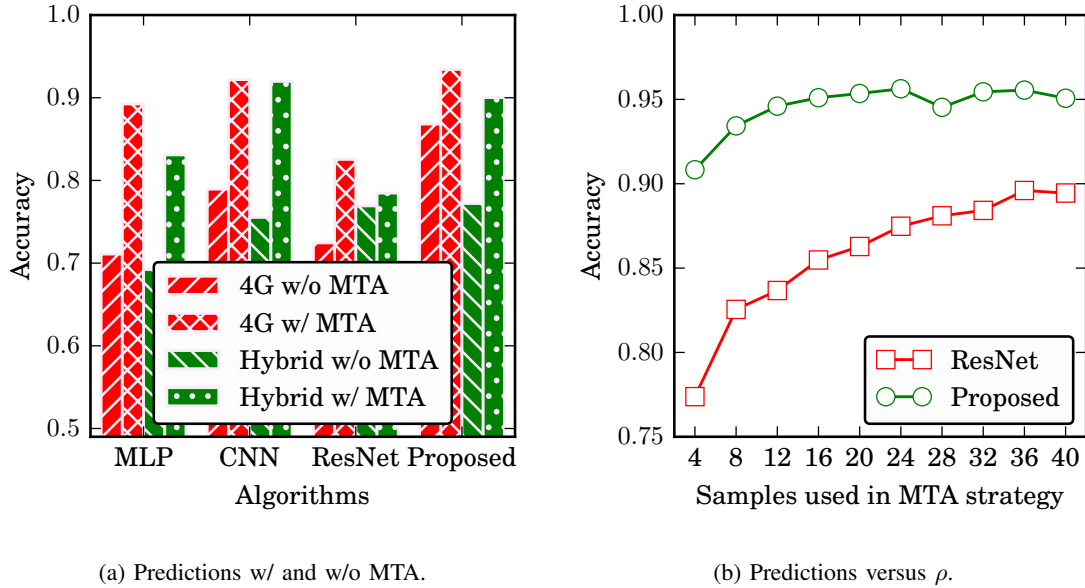 1.0
0.9
0.8
0.7
0.6
0.5
Accuracy
4G w/o MTA
4G w/ MTA
Hybrid w/o MTA
Hybrid w/ MTA
MLP CNN ResNet Proposed
Algorithms
(a) Predictions w/ and w/o MTA.
1.00
0.95
0.90
0.85
0.80
0.75
Accuracy
ResNet
Proposed
4 8 12 16 20 24 28 32 36 40
Samples used in MTA strategy
(b) Predictions versus ρ.